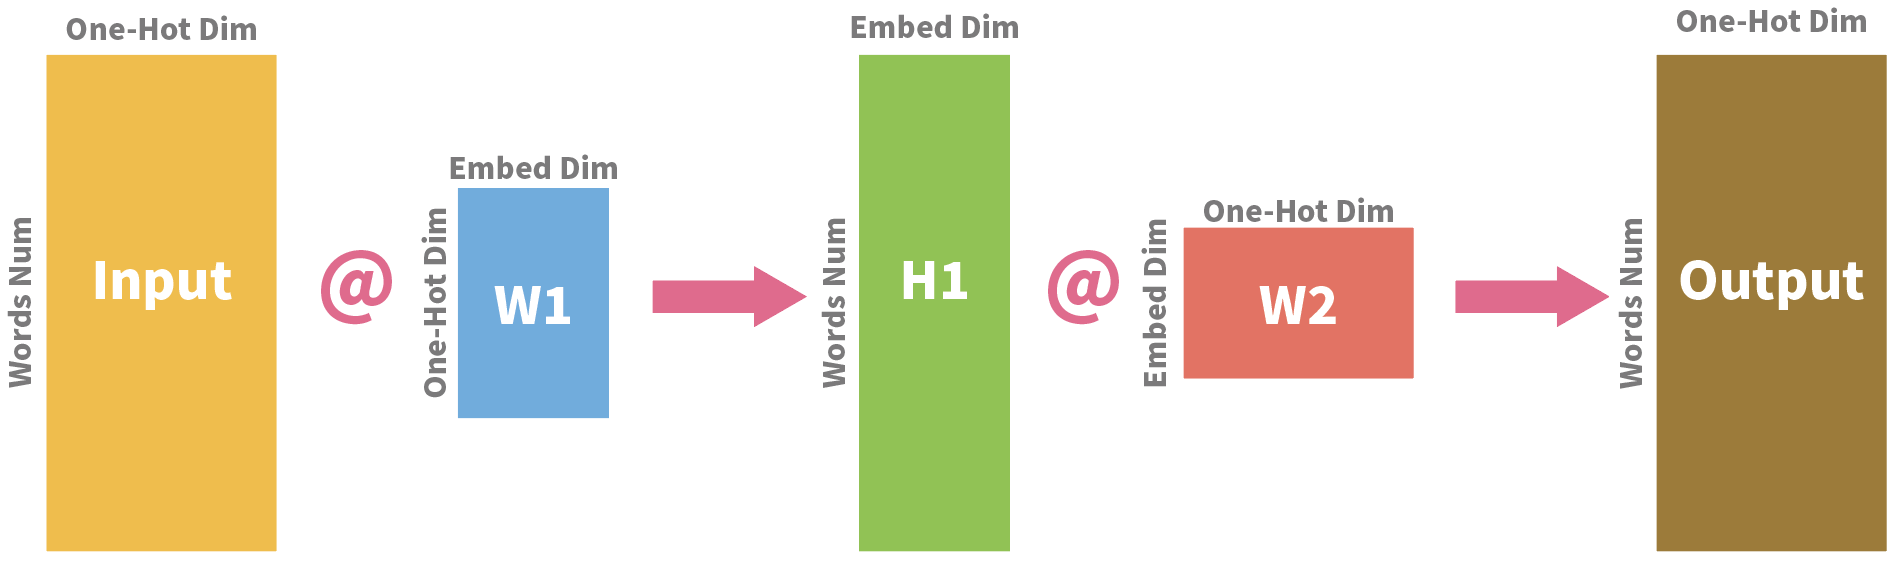 One-Hot Dim
Words Num
Input
@
Embed Dim
One-Hot Dim
W1
Embed Dim
Words Num
H1
@
One-Hot Dim
Embed Dim
W2
One-Hot Dim
Words Num
Output